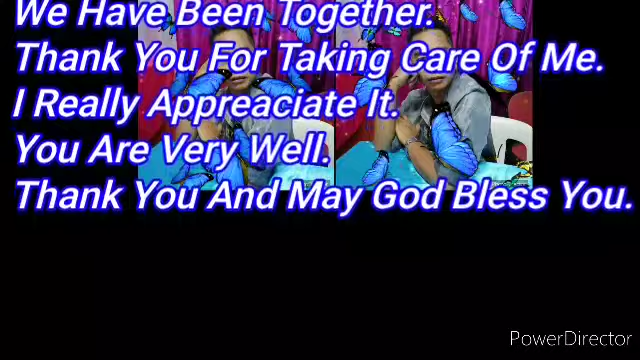 We Have Been Together.
Thank You For Taking Care Of Me.
I Really Appreaciate It.
You Are Very Well.
Thank You And May God Bless You.
PowerDirector